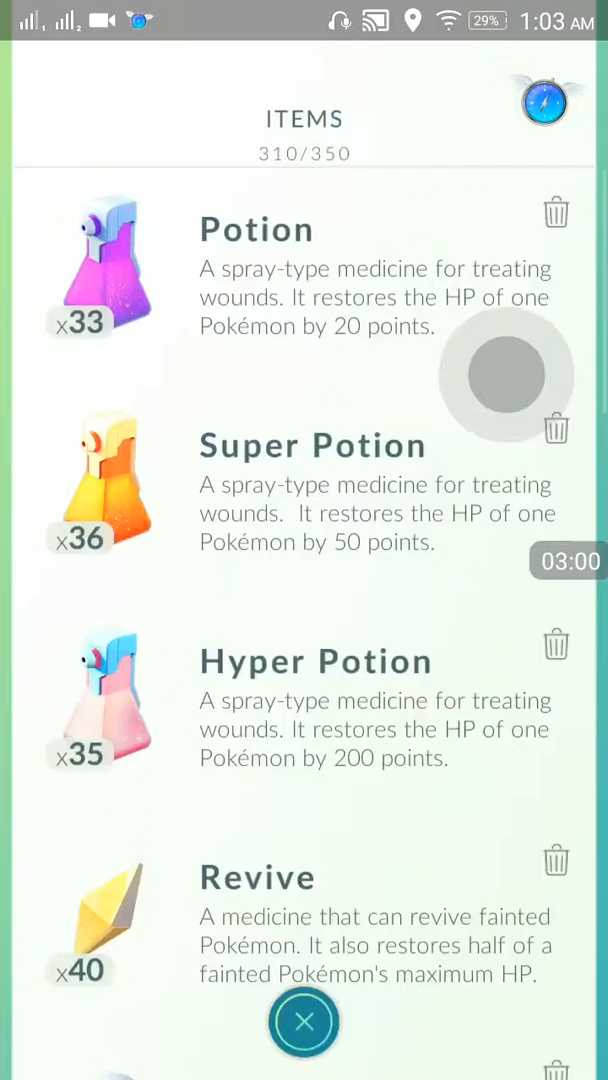 29% 1:03 AM
ITEMS
310/350
Potion
A spray-type medicine for treating
wounds. It restores the HP of one
Pokémon by 20 points.
x33
Super Potion
A spray-type medicine for treating
wounds. It restores the HP of one
Pokémon by 50 points.
x36
03:00
Hyper Potion
A spray-type medicine for treating
wounds. It restores the HP of one
Pokémon by 200 points.
x35
Revive
A medicine that can revive fainted
Pokémon. It also restores half of a
fainted Pokémon's maximum HP.
x40